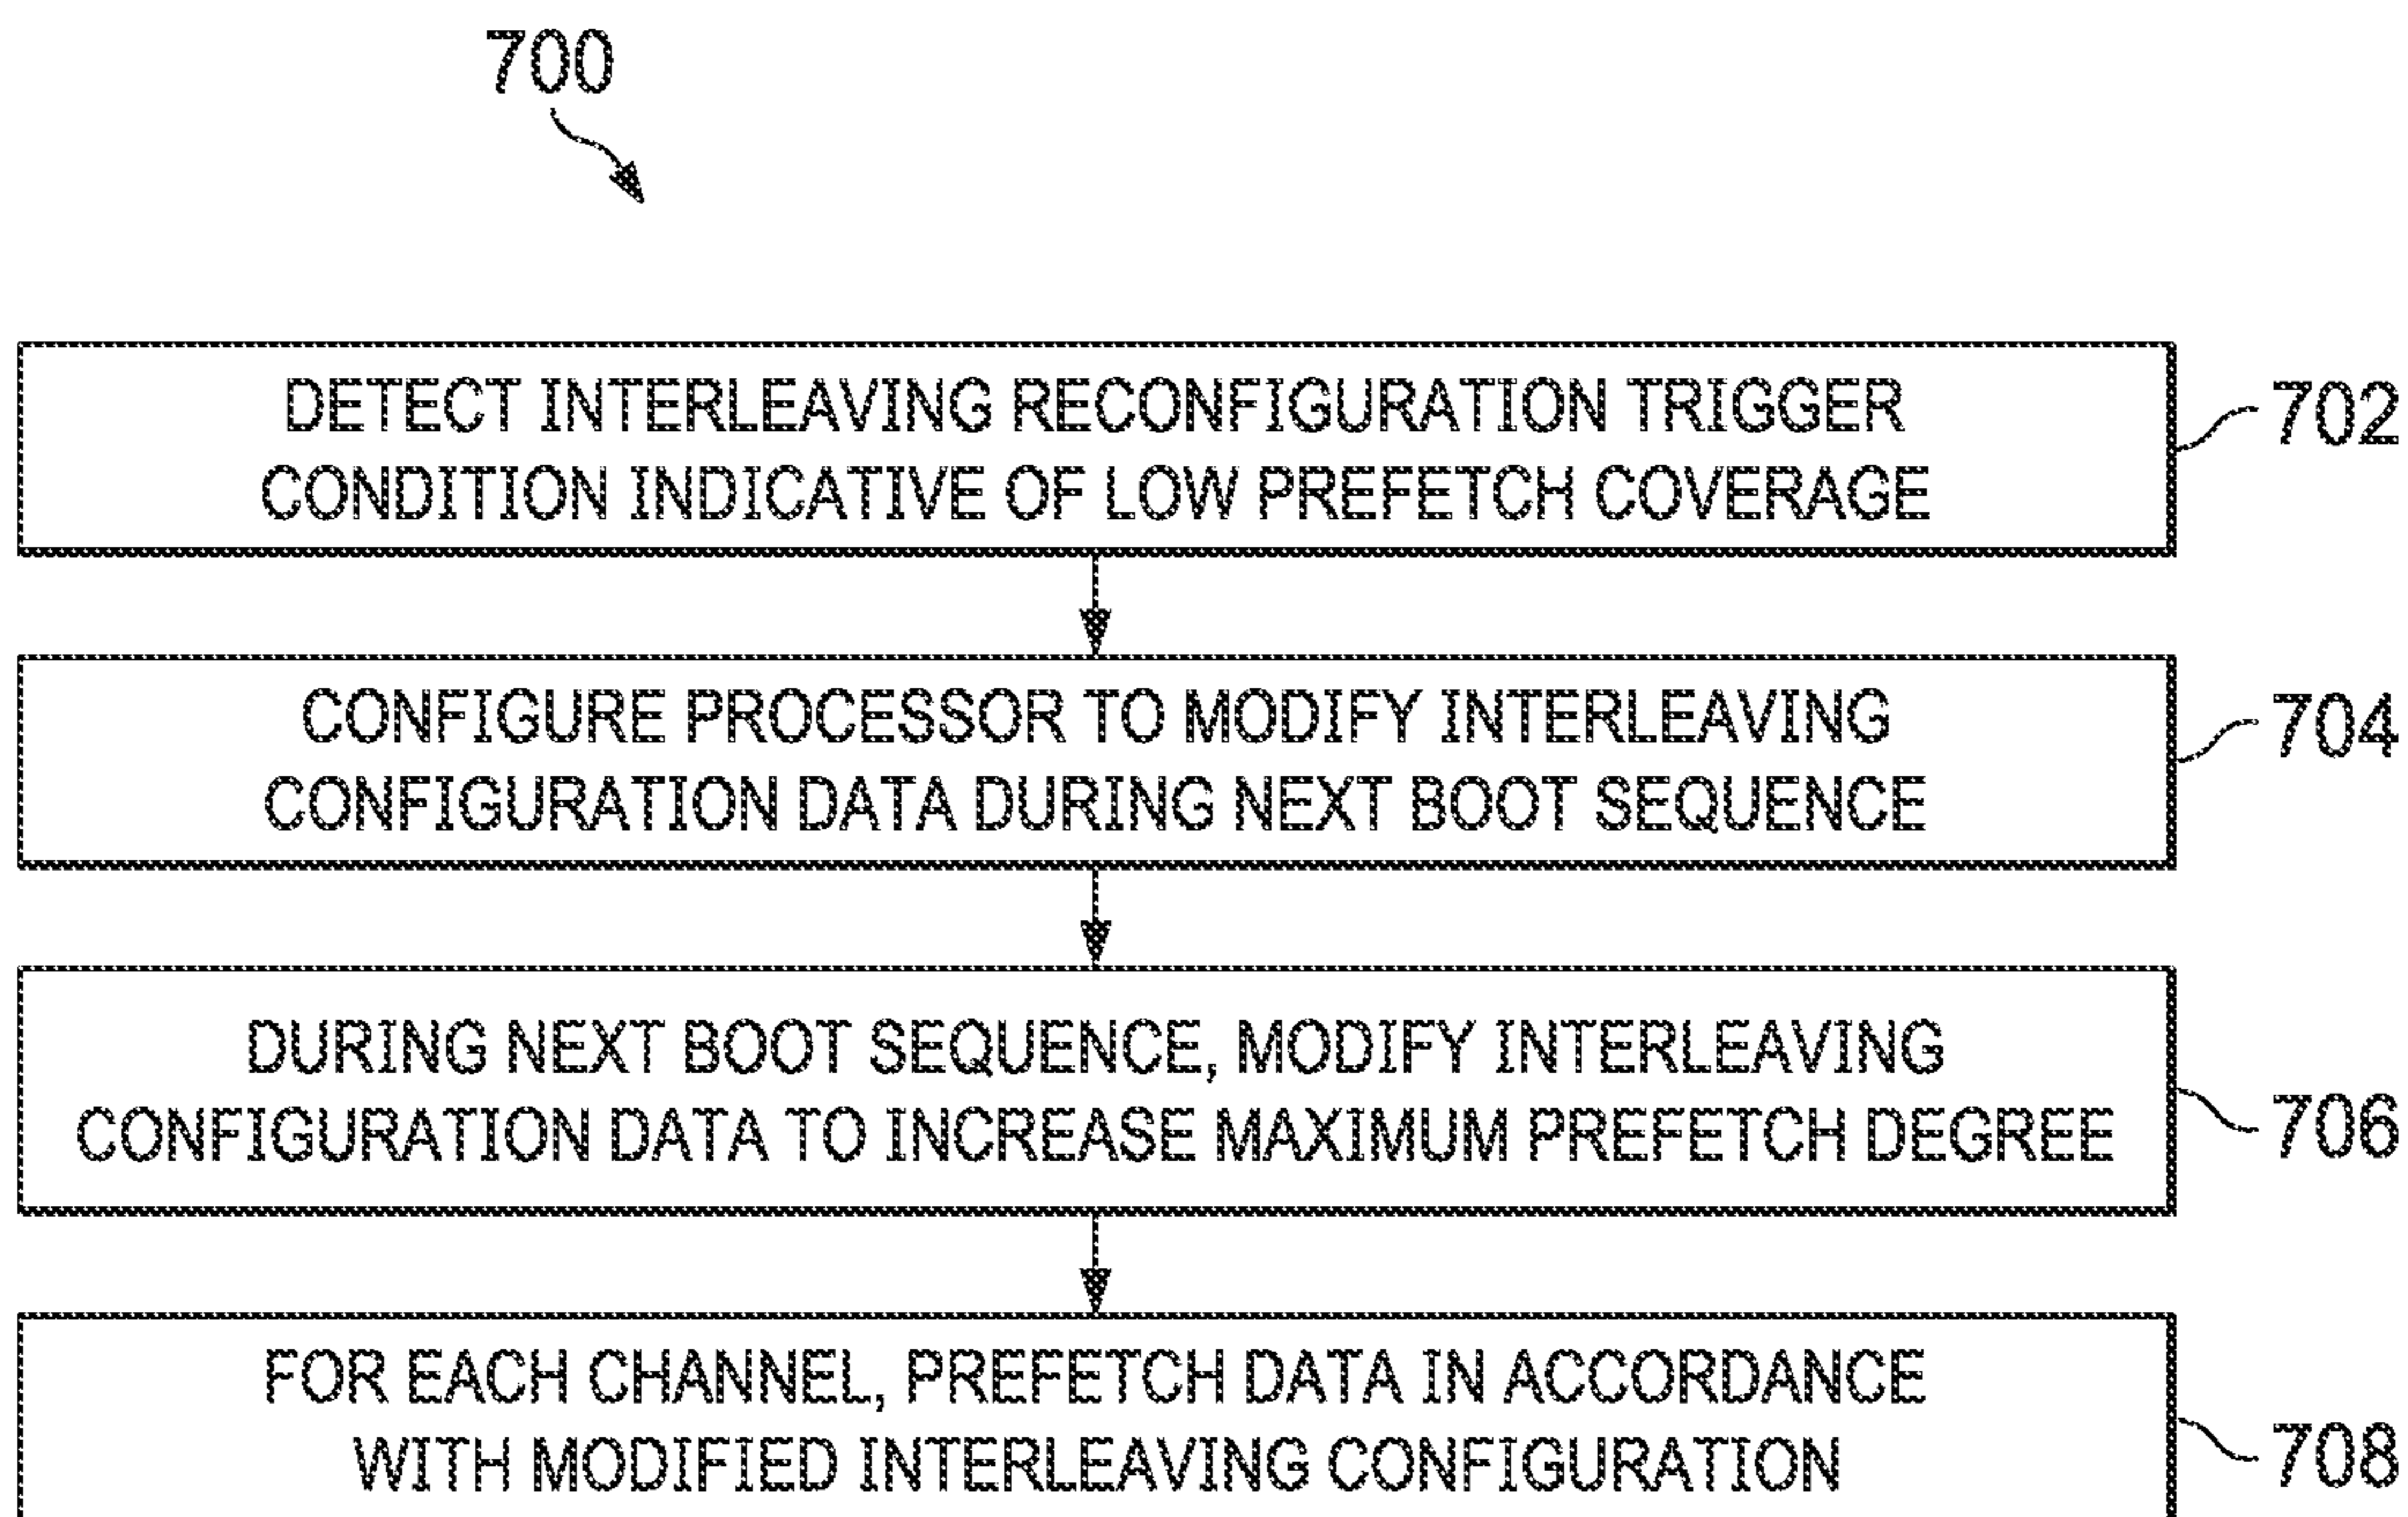 700
DETECT INTERLEAVING RECONFIGURATION TRIGGER
CONDITION INDICATIVE OF LOW PREFETCH COVERAGE
702
CONFIGURE PROCESSOR TO MODIFY INTERLEAVING
CONFIGURATION DATA DURING NEXT BOOT SEQUENCE
704
DURING NEXT BOOT SEQUENCE, MODIFY INTERLEAVING
CONFIGURATION DATA TO INCREASE MAXIMUM PREFETCH DEGREE
706
FOR EACH CHANNEL, PREFETCH DATA IN ACCORDANCE
WITH MODIFIED INTERLEAVING CONFIGURATION
708